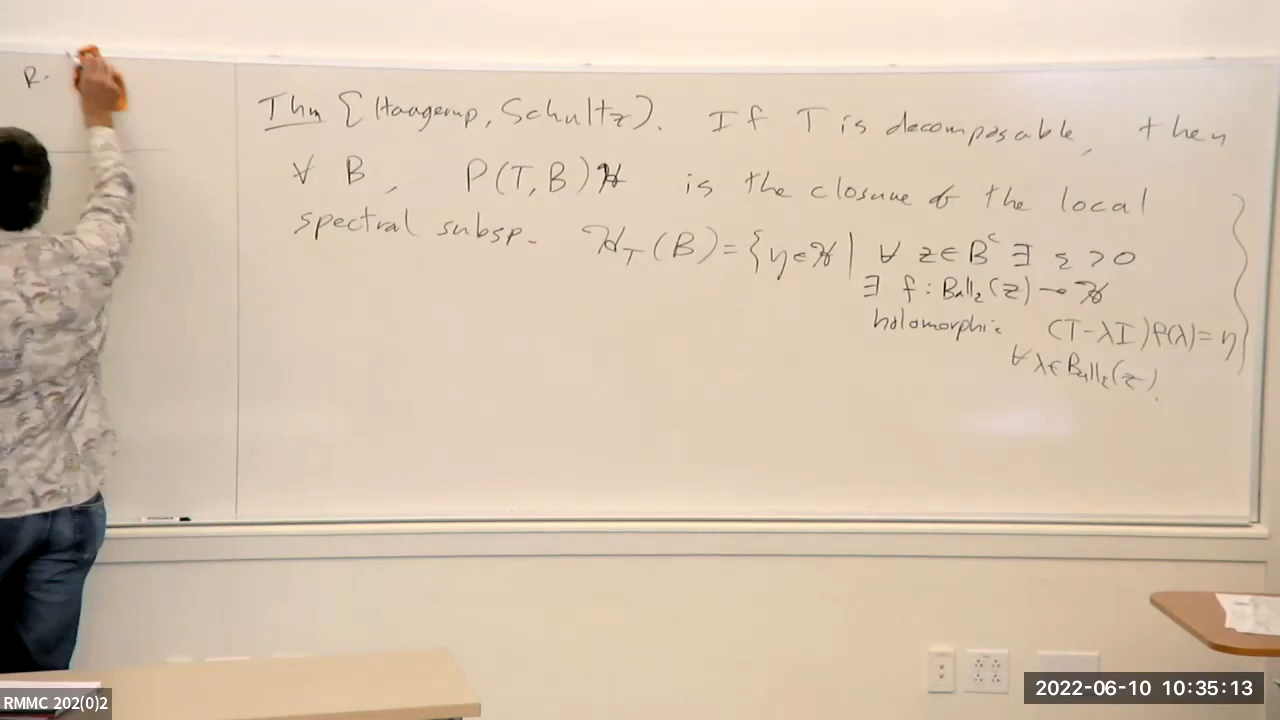 R.
Thm [Haagerup, Schultz). If T is decomposable, then
∀ B, P(T,B)ℋ is the closure of the local
spectral subsp. ℋ_T(B)={η∈ℋ | ∀ z∈B^c ∃ ε>0
∃ f: Ball_ε(z)→ℋ
holomorphic (T-λI)f(λ)=η
∀λ∈Ball_ε(z). }
RMMC 202(0)2
2022-06-10 10:35:13